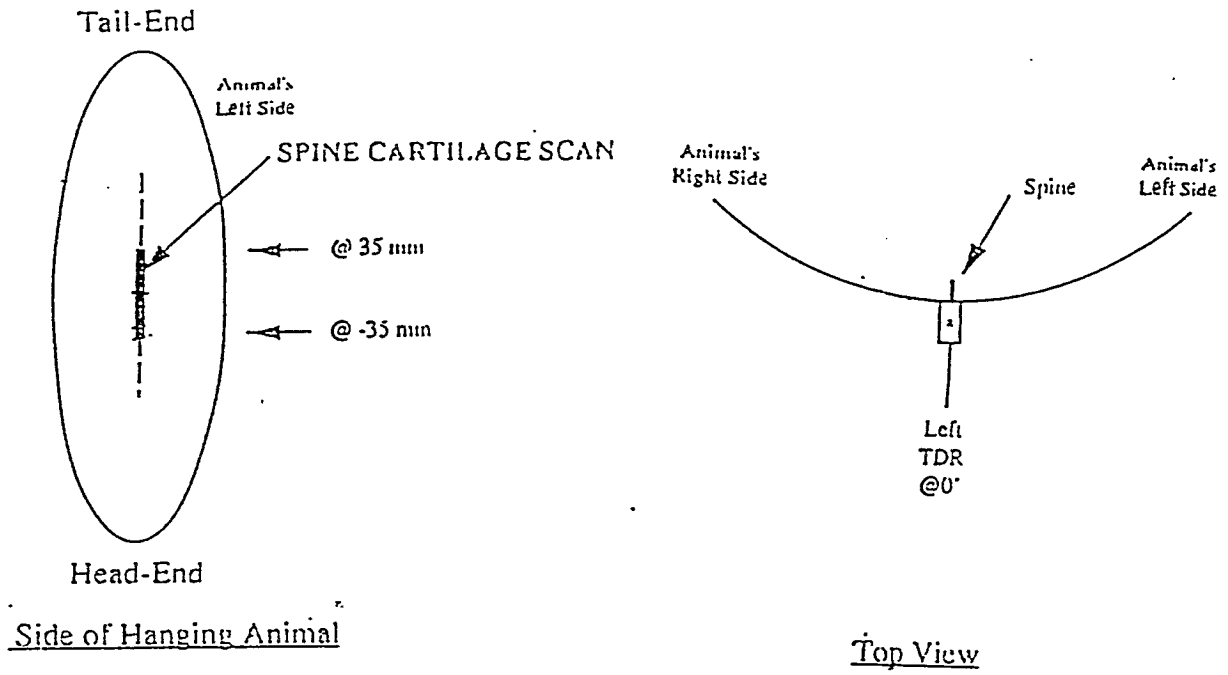 Tail-End
Animal's
Left Side
SPINE CARTILAGE SCAN
@ 35 mm
@ -35 mm
Head-End
Side of Hanging Animal
Animal's
Right Side
Spine
Animal's
Left Side
Left
TDR
@0°
Top View